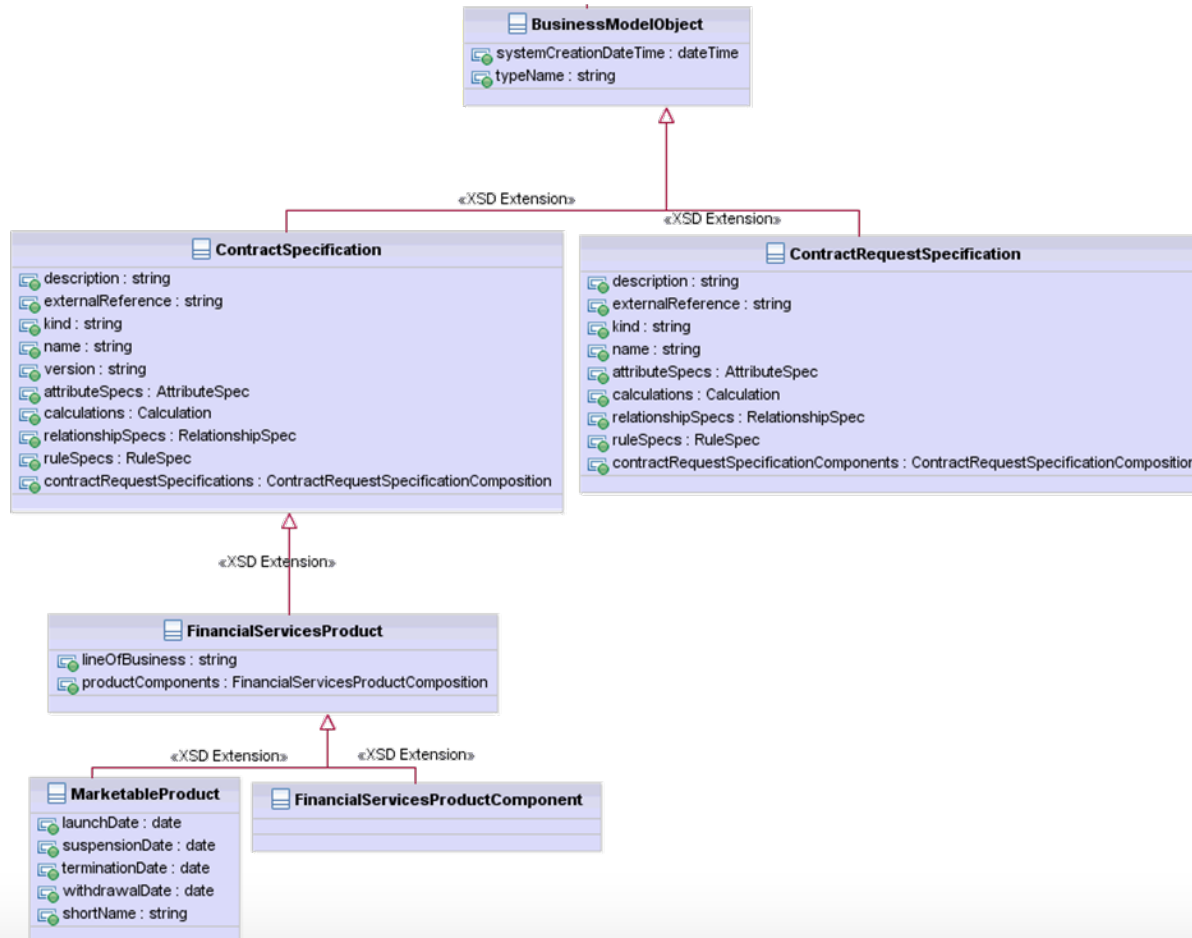 BusinessModelObject
systemCreationDateTime : dateTime
typeName : string
«XSD Extension»
«XSD Extension»
ContractSpecification
description : string
externalReference : string
kind : string
name : string
version : string
attributeSpecs : AttributeSpec
calculations : Calculation
relationshipSpecs : RelationshipSpec
ruleSpecs : RuleSpec
contractRequestSpecifications : ContractRequestSpecificationComposition
ContractRequestSpecification
description : string
externalReference : string
kind : string
name : string
attributeSpecs : AttributeSpec
calculations : Calculation
relationshipSpecs : RelationshipSpec
ruleSpecs : RuleSpec
contractRequestSpecificationComponents : ContractRequestSpecificationComposition
«XSD Extension»
FinancialServicesProduct
lineOfBusiness : string
productComponents : FinancialServicesProductComposition
«XSD Extension»
«XSD Extension»
MarketableProduct
launchDate : date
suspensionDate : date
terminationDate : date
withdrawalDate : date
shortName : string
FinancialServicesProductComponent